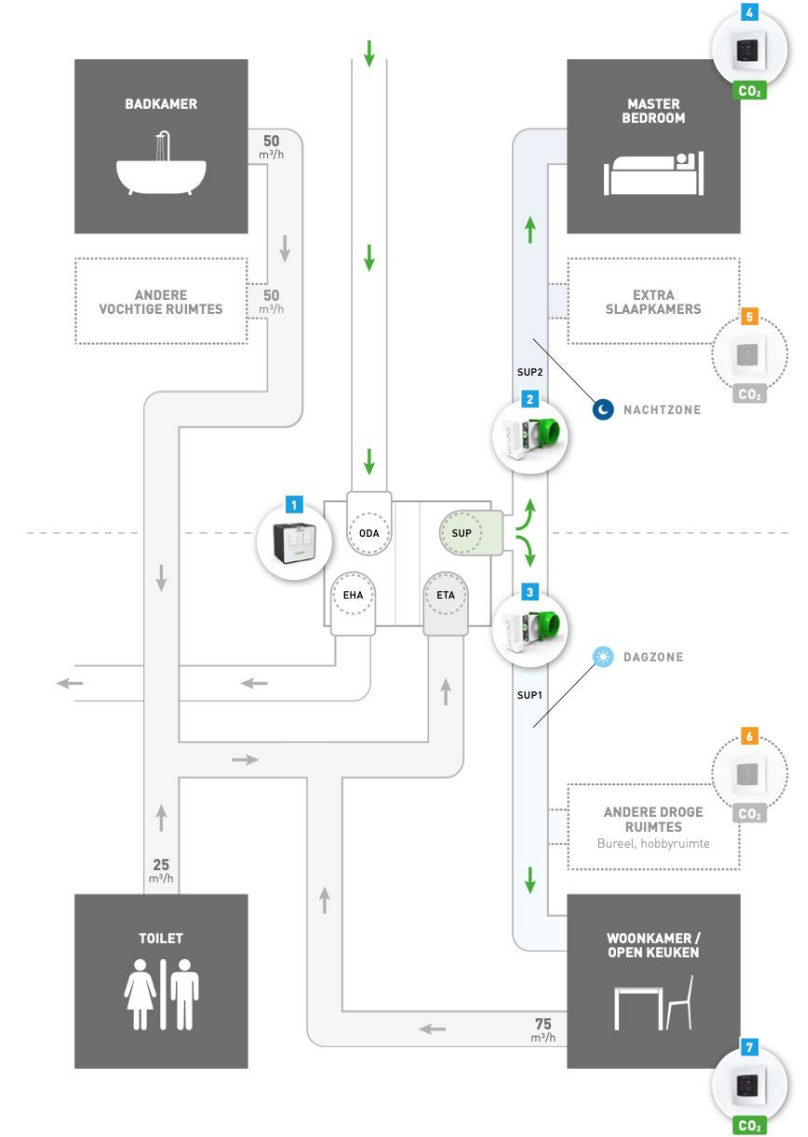 4
CO₂
BADKAMER
50
m³/h
MASTER
BEDROOM
ANDERE
VOCHTIGE RUIMTES
50
m³/h
EXTRA
SLAAPKAMERS
5
CO₂
SUP2
2
NACHTZONE
1
ODA
SUP
EHA
ETA
3
DAGZONE
SUP1
6
CO₂
ANDERE DROGE
RUIMTES
Bureel, hobbyruimte
25
m³/h
TOILET
WOONKAMER /
OPEN KEUKEN
75
m³/h
7
CO₂